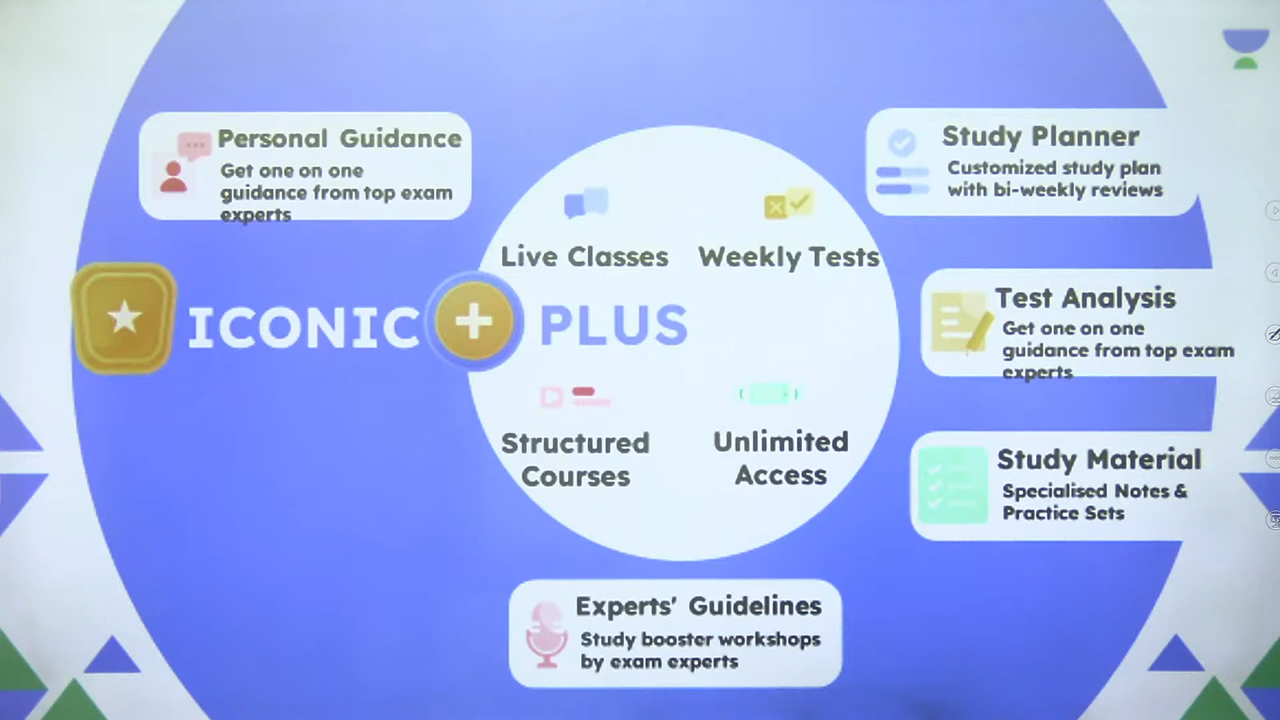 Personal Guidance
Get one on one
guidance from top exam
experts
Study Planner
Customized study plan
with bi-weekly reviews
Live Classes
Weekly Tests
ICONIC
PLUS
Test Analysis
Get one on one
guidance from top exam
experts
Structured
Courses
Unlimited
Access
Study Material
Specialised Notes &
Practice Sets
Experts' Guidelines
Study booster workshops
by exam experts